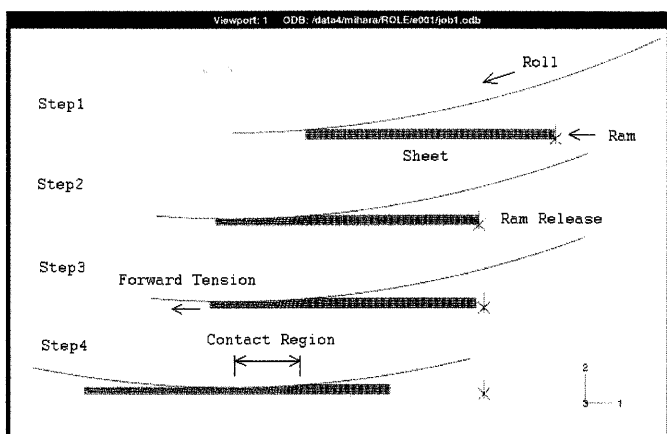 Viewport: 1 ODB: /data4/mihara/ROLE/e001/job1.odb
Roll
Step1
Ram
Sheet
Step2
Ram Release
Step3
Forward Tension
Contact Region
Step4
2
3 1